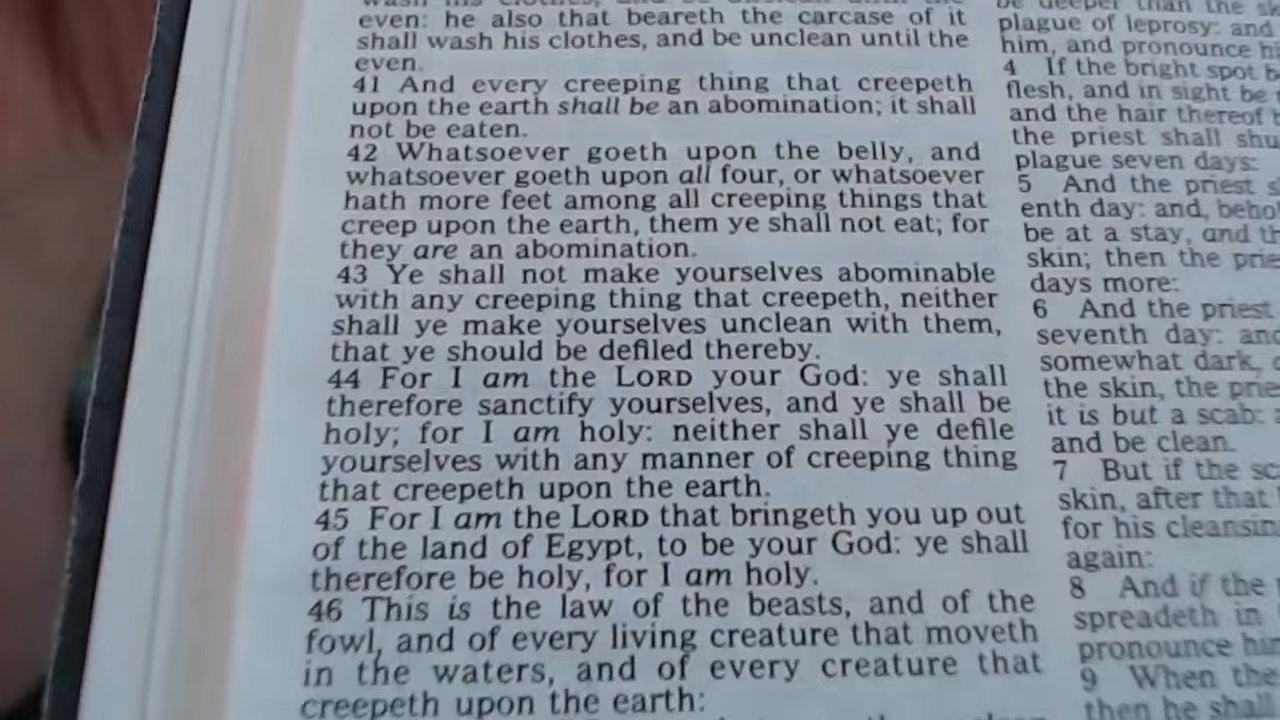 even: he also that beareth the carcase of it
shall wash his clothes, and be unclean until the
even.
41 And every creeping thing that creepeth
upon the earth shall be an abomination; it shall
not be eaten.
42 Whatsoever goeth upon the belly, and
whatsoever goeth upon all four, or whatsoever
hath more feet among all creeping things that
creep upon the earth, them ye shall not eat; for
they are an abomination.
43 Ye shall not make yourselves abominable
with any creeping thing that creepeth, neither
shall ye make yourselves unclean with them,
that ye should be defiled thereby.
44 For I am the LORD your God: ye shall
therefore sanctify yourselves, and ye shall be
holy; for I am holy: neither shall ye defile
yourselves with any manner of creeping thing
that creepeth upon the earth.
45 For I am the LORD that bringeth you up out
of the land of Egypt, to be your God: ye shall
therefore be holy, for I am holy.
46 This is the law of the beasts, and of the
fowl, and of every living creature that moveth
in the waters, and of every creature that
creepeth upon the earth:
be deeper than the
plague of leprosy: and
him, and pronounce
4 If the bright spot
flesh, and in sight be
and the hair thereof
the priest shall
plague seven days:
5 And the priest
enth day: and,
be at a stay, and
skin; then the
days more:
6 And the priest
seventh day:
somewhat dark,
the skin, the
it is but a scab:
and be clean.
7 But if the
skin, after that
for his
again:
8 And if the
spreadeth in
pronounce
9 When the
then he shall